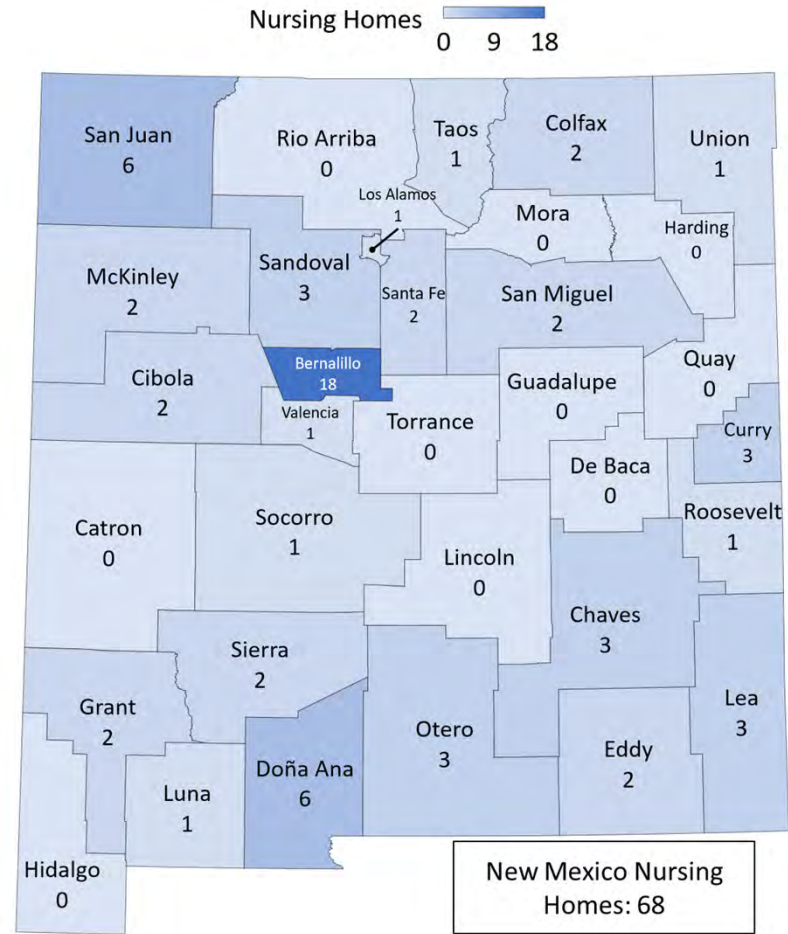 Nursing Homes
0 9 18
San Juan
6
Rio Arriba
0
Taos
1
Colfax
2
Union
1
Los Alamos
1
Mora
0
Harding
0
McKinley
2
Sandoval
3
Santa Fe
2
San Miguel
2
Cibola
2
Bernalillo
18
Valencia
1
Torrance
0
Guadalupe
0
Quay
0
Curry
3
De Baca
0
Roosevelt
1
Catron
0
Socorro
1
Lincoln
0
Chaves
3
Sierra
2
Grant
2
Doña Ana
6
Otero
3
Eddy
2
Lea
3
Luna
1
Hidalgo
0
New Mexico Nursing
Homes: 68